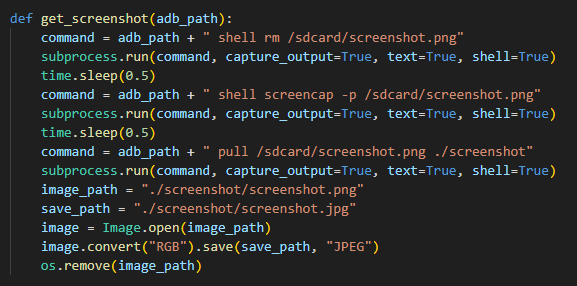 def get_screenshot(adb_path):
    command = adb_path + " shell rm /sdcard/screenshot.png"
    subprocess.run(command, capture_output=True, text=True, shell=True)
    time.sleep(0.5)
    command = adb_path + " shell screencap -p /sdcard/screenshot.png"
    subprocess.run(command, capture_output=True, text=True, shell=True)
    time.sleep(0.5)
    command = adb_path + " pull /sdcard/screenshot.png ./screenshot"
    subprocess.run(command, capture_output=True, text=True, shell=True)
    image_path = "./screenshot/screenshot.png"
    save_path = "./screenshot/screenshot.jpg"
    image = Image.open(image_path)
    image.convert("RGB").save(save_path, "JPEG")
    os.remove(image_path)